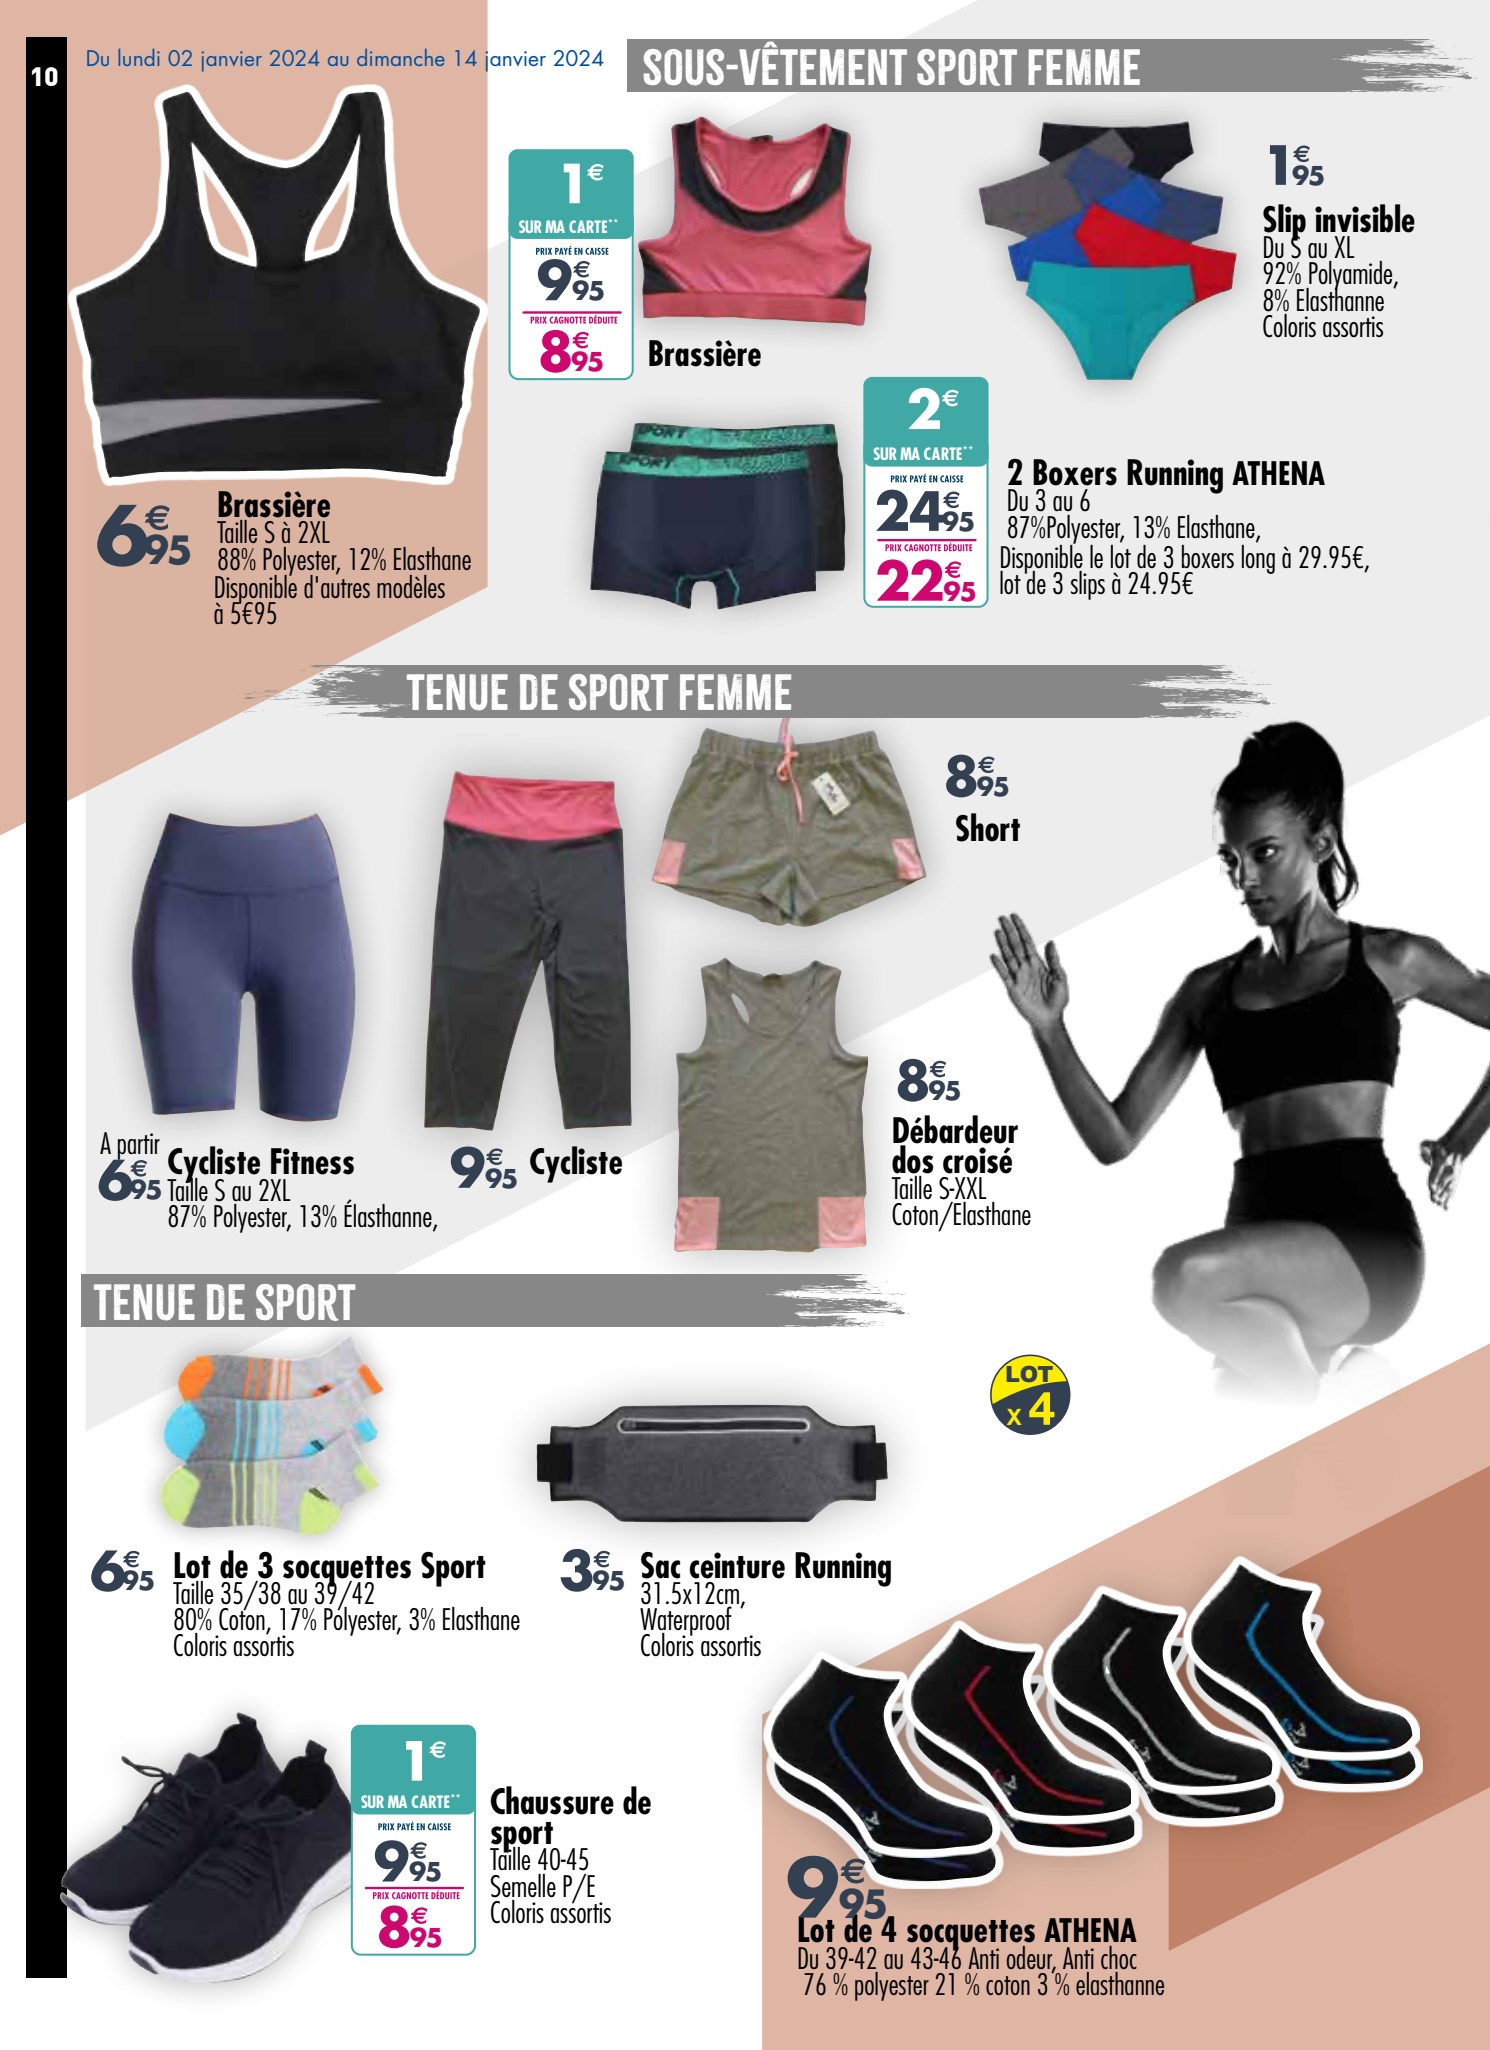 10
Du lundi 02 janvier 2024 au dimanche 14 janvier 2024
SOUS-VÊTEMENT SPORT FEMME
1€
SUR MA CARTE**
PRIX PAYÉ EN CAISSE
9€95
PRIX CAGNOTTE DÉDUITE
8€95
Brassière
1€95
Slip invisible
Du S au XL
92% Polyamide,
8% Elasthanne
Coloris assortis
6€95
Brassière
Taille S à 2XL
88% Polyester, 12% Elasthane
Disponible d'autres modèles
à 5€95
SPORT
SPORT
2€
SUR MA CARTE**
PRIX PAYÉ EN CAISSE
24€95
PRIX CAGNOTTE DÉDUITE
22€95
2 Boxers Running ATHENA
Du 3 au 6
87%Polyester, 13% Elasthane,
Disponible le lot de 3 boxers long à 29.95€,
lot de 3 slips à 24.95€
TENUE DE SPORT FEMME
8€95
Short
A partir
6€95
Cycliste Fitness
Taille S au 2XL
87% Polyester, 13% Élasthanne,
9€95
Cycliste
8€95
Débardeur
dos croisé
Taille S-XXL
Coton/Elasthane
TENUE DE SPORT
LOT
x 4
6€95
Lot de 3 socquettes Sport
Taille 35/38 au 39/42
80% Coton, 17% Polyester, 3% Elasthane
Coloris assortis
3€95
Sac ceinture Running
31.5x12cm,
Waterproof
Coloris assortis
1€
SUR MA CARTE**
PRIX PAYÉ EN CAISSE
9€95
PRIX CAGNOTTE DÉDUITE
8€95
Chaussure de
sport
Taille 40-45
Semelle P/E
Coloris assortis
9€95
Lot de 4 socquettes ATHENA
Du 39-42 au 43-46 Anti odeur, Anti choc
76 % polyester 21 % coton 3 % elasthanne